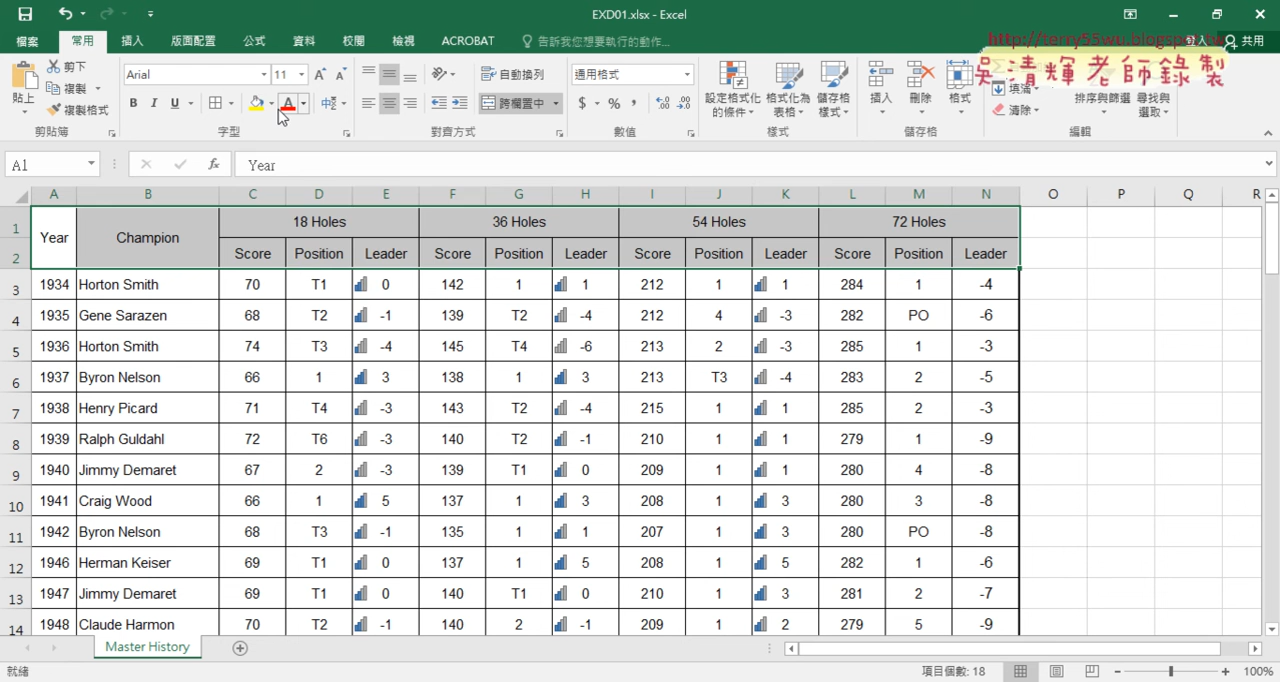 EXD01.xlsx - Excel
檔案 常用 插入 版面配置 公式 資料 校閱 檢視 ACROBAT 告訴我您想要執行的動作... 登入 共用
http://terry55wu.blogspot.tw
吳清輝老師錄製
貼上 剪下 複製 複製格式 剪貼簿
Arial 11 B I U 字型
自動換列 跨欄置中 對齊方式
通用格式 $ % , 數值
設定格式化的條件 格式化為表格 儲存格樣式 樣式
插入 刪除 格式 儲存格
填滿 清除 排序與篩選 尋找與選取 編輯
A1 fx Year
A B C D E F G H I J K L M N O P Q R
1 Year Champion 18 Holes 36 Holes 54 Holes 72 Holes
2 Score Position Leader Score Position Leader Score Position Leader Score Position Leader
3 1934 Horton Smith 70 T1 0 142 1 1 212 1 1 284 1 -4
4 1935 Gene Sarazen 68 T2 -1 139 T2 -4 212 4 -3 282 PO -6
5 1936 Horton Smith 74 T3 -4 145 T4 -6 213 2 -3 285 1 -3
6 1937 Byron Nelson 66 1 3 138 1 3 213 T3 -4 283 2 -5
7 1938 Henry Picard 71 T4 -3 143 T2 -4 215 1 1 285 2 -3
8 1939 Ralph Guldahl 72 T6 -3 140 T2 -1 210 1 1 279 1 -9
9 1940 Jimmy Demaret 67 2 -3 139 T1 0 209 1 1 280 4 -8
10 1941 Craig Wood 66 1 5 137 1 3 208 1 3 280 3 -8
11 1942 Byron Nelson 68 T3 -1 135 1 1 207 1 3 280 PO -8
12 1946 Herman Keiser 69 T1 0 137 1 5 208 1 5 282 1 -6
13 1947 Jimmy Demaret 69 T1 0 140 T1 0 210 1 3 281 2 -7
14 1948 Claude Harmon 70 T2 -1 140 2 -1 209 1 2 279 5 -9
Master History
就緒 項目個數: 18 100%